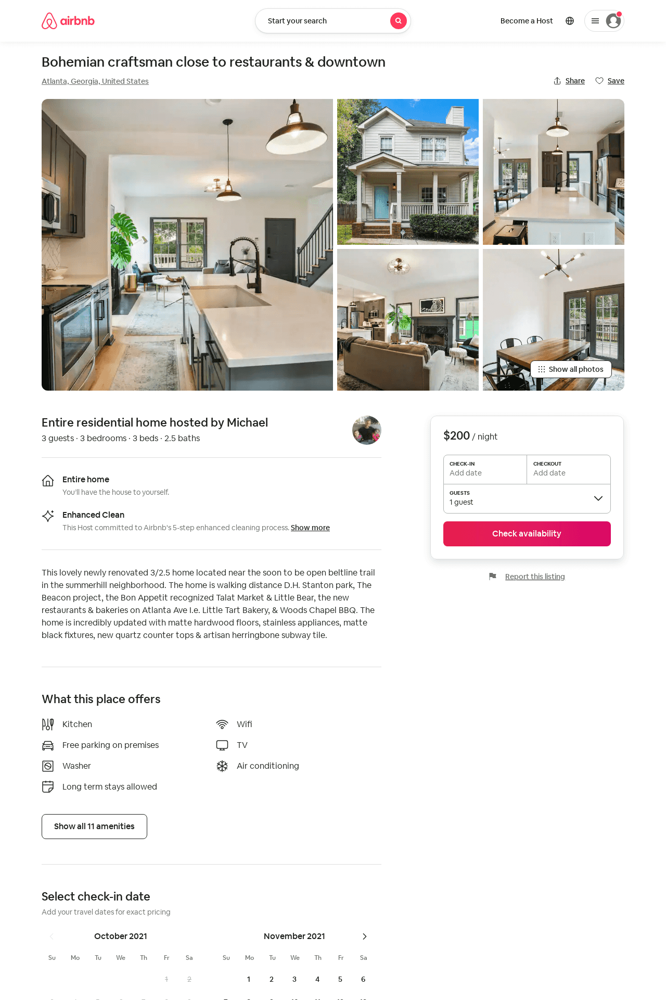 airbnb
Start your search
Become a Host
Bohemian craftsman close to restaurants & downtown
Atlanta, Georgia, United States
Share
Save
Show all photos
Entire residential home hosted by Michael
3 guests · 3 bedrooms · 3 beds · 2.5 baths
Entire home
You'll have the house to yourself.
Enhanced Clean
This Host committed to Airbnb's 5-step enhanced cleaning process. Show more
$200 / night
CHECK-IN
Add date
CHECKOUT
Add date
GUESTS
1 guest
Check availability
Report this listing
This lovely newly renovated 3/2.5 home located near the soon to be open beltline trail
in the summerhill neighborhood. The home is walking distance D.H. Stanton park, The
Beacon project, the Bon Appetit recognized Talat Market & Little Bear, the new
restaurants & bakeries on Atlanta Ave I.e. Little Tart Bakery, & Woods Chapel BBQ. The
home is incredibly updated with matte hardwood floors, stainless appliances, matte
black fixtures, new quartz counter tops & artisan herringbone subway tile.
What this place offers
Kitchen
Wifi
Free parking on premises
TV
Washer
Air conditioning
Long term stays allowed
Show all 11 amenities
Select check-in date
Add your travel dates for exact pricing
October 2021
November 2021
Su Mo Tu We Th Fr Sa
Su Mo Tu We Th Fr Sa
1 2
1 2 3 4 5 6